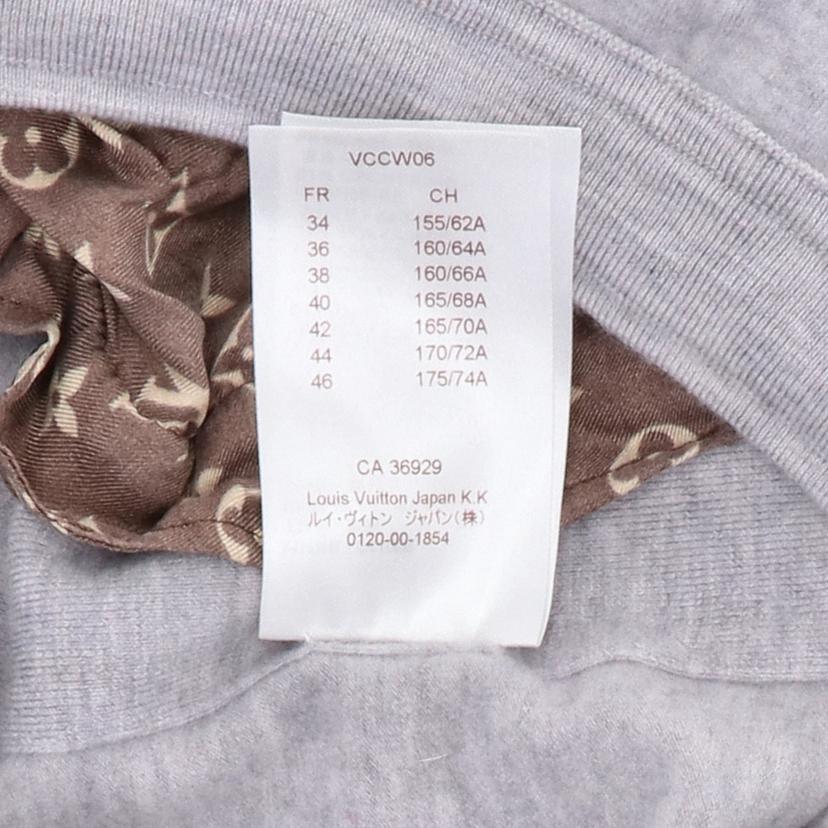 VCCW06
FR CH
34 155/62A
36 160/64A
38 160/66A
40 165/68A
42 165/70A
44 170/72A
46 175/74A
CA 36929
Louis Vuitton Japan K.K
ルイ・ヴィトン ジャパン(株)
0120-00-1854